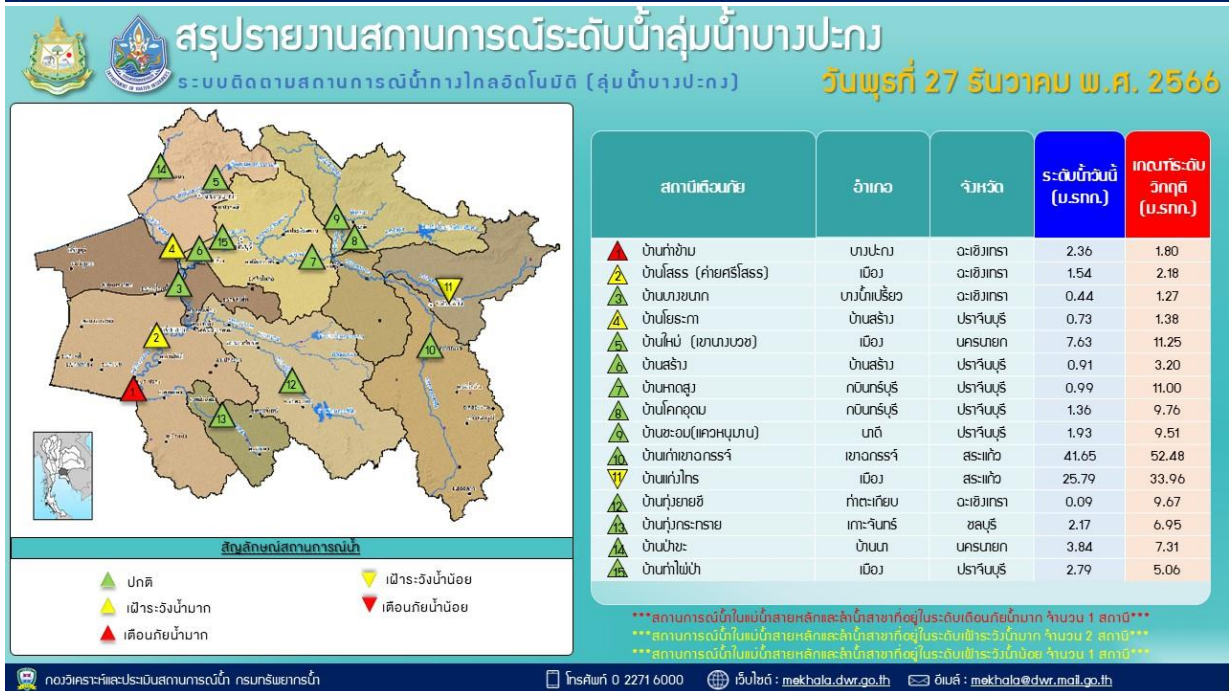 สรุปรายงานสถานการณ์ระดับน้ำลุ่มน้ำบางปะกง
ระบบติดตามสถานการณ์น้ำทางไกลอัตโนมัติ (ลุ่มน้ำบางปะกง)
วันพุธที่ 27 ธันวาคม พ.ศ. 2566
สถานีเตือนภัย อำเภอ จังหวัด ระดับน้ำวันนี้ (ม.รทก.) เกณฑ์ระดับวิกฤติ (ม.รทก.)
1 บ้านท่าข้าม บางปะกง ฉะเชิงเทรา 2.36 1.80
2 บ้านโสธร (ค่ายศรีโสธร) เมือง ฉะเชิงเทรา 1.54 2.18
3 บ้านบางขนาก บางน้ำเปรี้ยว ฉะเชิงเทรา 0.44 1.27
4 บ้านโยธะกา บ้านสร้าง ปราจีนบุรี 0.73 1.38
5 บ้านใหม่ (เขานางบวช) เมือง นครนายก 7.63 11.25
6 บ้านสร้าง บ้านสร้าง ปราจีนบุรี 0.91 3.20
7 บ้านหาดสูง กบินทร์บุรี ปราจีนบุรี 0.99 11.00
8 บ้านโคกอุดม กบินทร์บุรี ปราจีนบุรี 1.36 9.76
9 บ้านชะอม(แควหนุมาน) นาดี ปราจีนบุรี 1.93 9.51
10 บ้านเก่าเขาฉกรรจ์ เขาฉกรรจ์ สระแก้ว 41.65 52.48
11 บ้านแก่งไทร เมือง สระแก้ว 25.79 33.96
12 บ้านทุ่งยายชี ท่าตะเกียบ ฉะเชิงเทรา 0.09 9.67
13 บ้านทุ่งกระทราย เกาะจันทร์ ชลบุรี 2.17 6.95
14 บ้านป่าขะ บ้านนา นครนายก 3.84 7.31
15 บ้านท่าไผ่ป่า เมือง ปราจีนบุรี 2.79 5.06
14
5
9
4
6
15
8
7
11
3
2
10
1
12
13
สัญลักษณ์สถานการณ์น้ำ
ปกติ
เฝ้าระวังน้ำมาก
เตือนภัยน้ำมาก
เฝ้าระวังน้ำน้อย
เตือนภัยน้ำน้อย
***สถานการณ์น้ำในแม่น้ำสายหลักและลำน้ำสาขาที่อยู่ในระดับเตือนภัยน้ำมาก จำนวน 1 สถานี***
***สถานการณ์น้ำในแม่น้ำสายหลักและลำน้ำสาขาที่อยู่ในระดับเฝ้าระวังน้ำมาก จำนวน 2 สถานี***
***สถานการณ์น้ำในแม่น้ำสายหลักและลำน้ำสาขาที่อยู่ในระดับเฝ้าระวังน้ำน้อย จำนวน 1 สถานี***
กองวิเคราะห์และประเมินสถานการณ์น้ำ กรมทรัพยากรน้ำ โทรศัพท์ 0 2271 6000 เว็บไซต์ : mekhala.dwr.go.th อีเมล์ : mekhala@dwr.mail.go.th